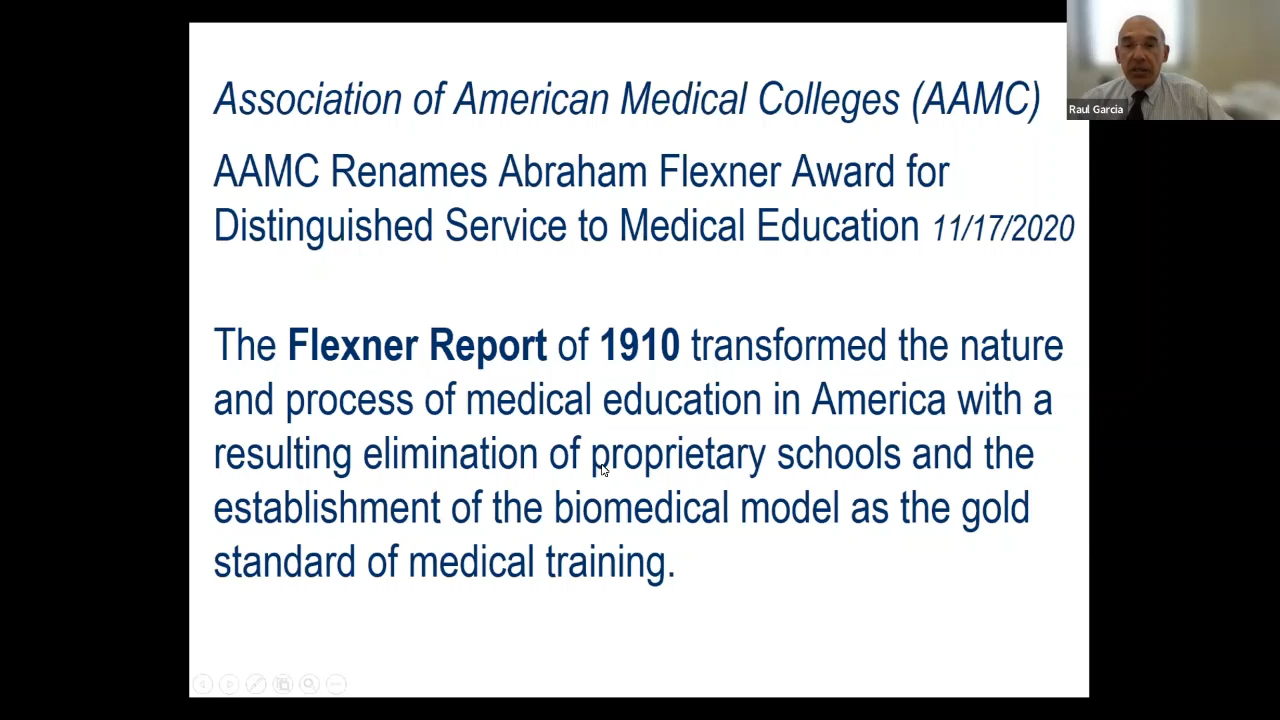 Association of American Medical Colleges (AAMC)
AAMC Renames Abraham Flexner Award for
Distinguished Service to Medical Education 11/17/2020
The Flexner Report of 1910 transformed the nature
and process of medical education in America with a
resulting elimination of proprietary schools and the
establishment of the biomedical model as the gold
standard of medical training.
Raul Garcia